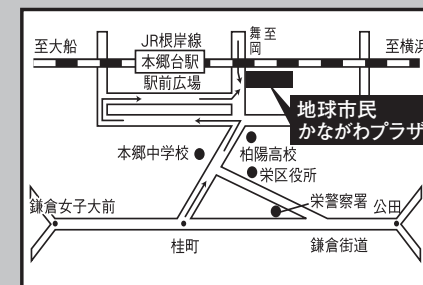 至大船
JR根岸線
舞岡
至
至横浜
本郷台駅
駅前広場
地球市民
かながわプラザ
本郷中学校
柏陽高校
栄区役所
鎌倉女子大前
栄警察署
公田
桂町
鎌倉街道